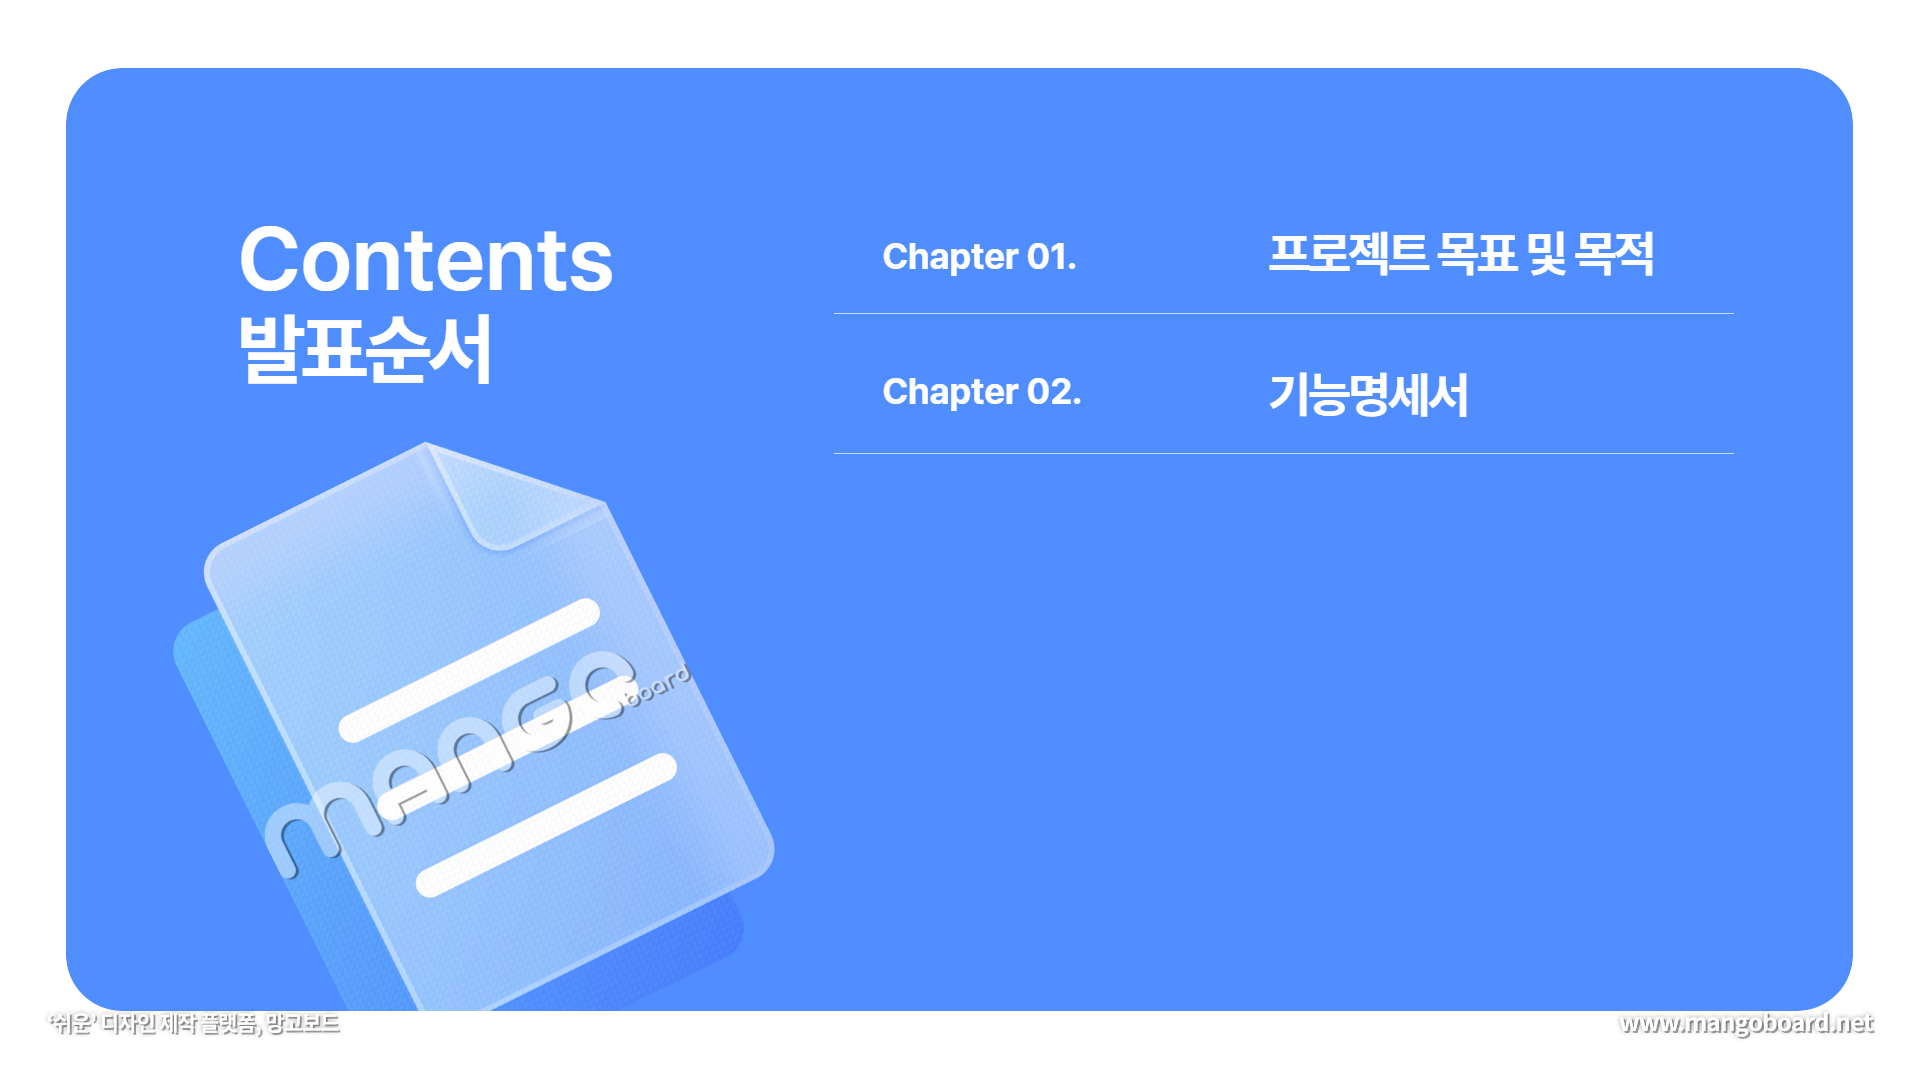 Contents
발표순서
Chapter 01.
프로젝트 목표 및 목적
Chapter 02.
기능명세서
mango board
‘쉬운’ 디자인 제작 플랫폼, 망고보드
www.mangoboard.net